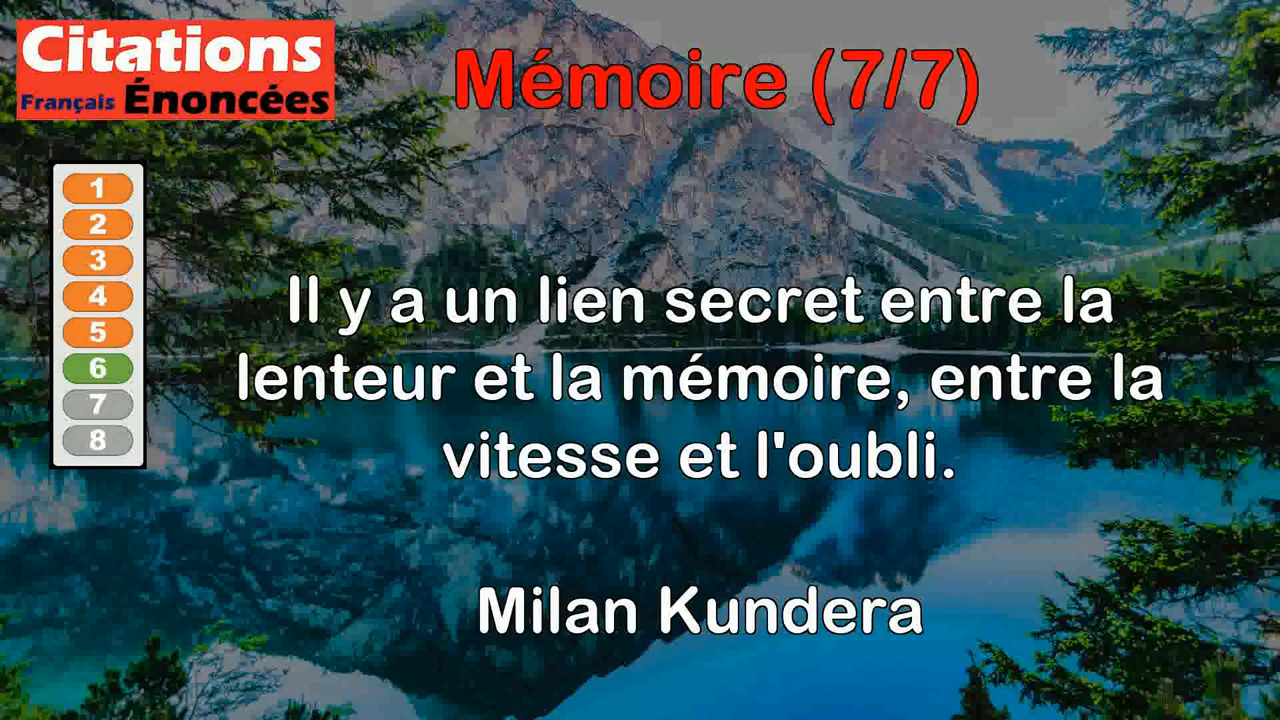 Citations
Français Énoncées
Mémoire (7/7)
1
2
3
4
5
6
7
8
Il y a un lien secret entre la
lenteur et la mémoire, entre la
vitesse et l'oubli.
Milan Kundera